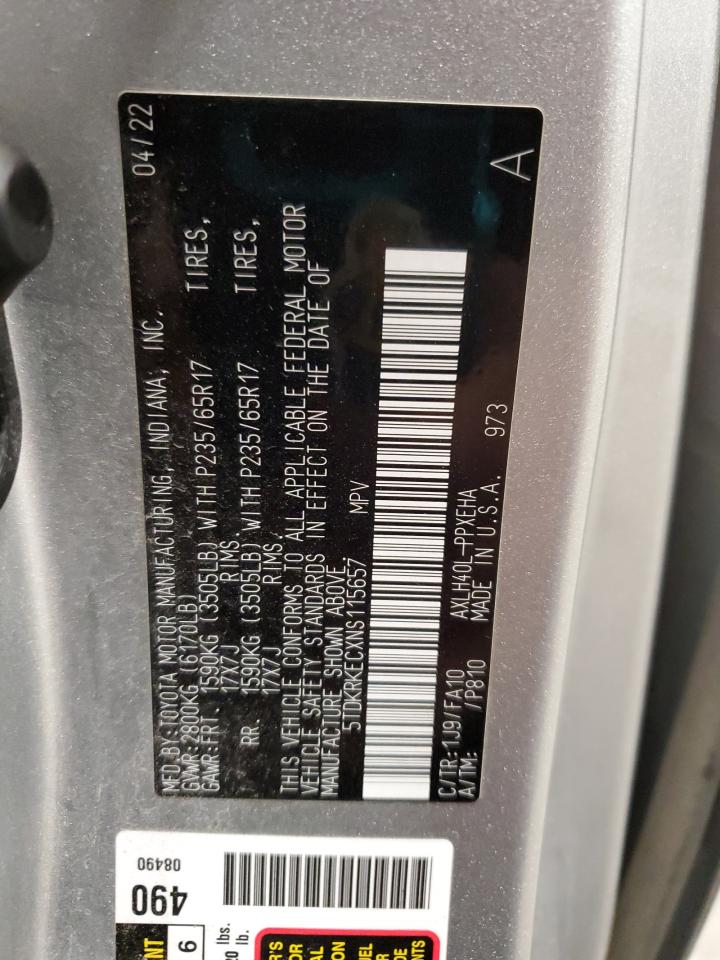 MFD.BY:TOYOTA MOTOR MANUFACTURING, INDIANA, INC. 04/22
GVWR:2800KG (6170LB)
GAWR:FRT. 1590KG (3505LB) WITH P235/65R17 TIRES,
17X7J RIMS,
RR. 1590KG (3505LB) WITH P235/65R17 TIRES,
17X7J RIMS.
THIS VEHICLE CONFORMS TO ALL APPLICABLE FEDERAL MOTOR
VEHICLE SAFETY STANDARDS IN EFFECT ON THE DATE OF
MANUFACTURE SHOWN ABOVE.
5TDKRKECXNS115657 MPV
C/TR:1J9/FA10 AXLH40L-PPXEHA
A/TM: /P810 MADE IN U.S.A. 973 A
490
08490
6
lbs.
lb.